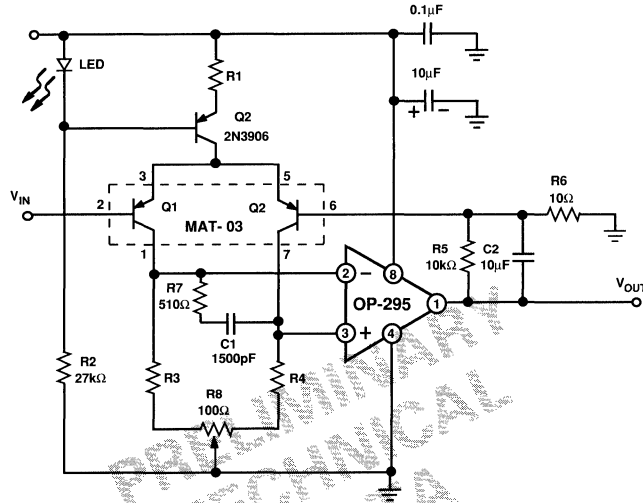 0.1µF
LED
R1
10µF
+ −
Q2
2N3906
3
5
R6
10Ω
V_IN
2
Q1
Q2
6
MAT-03
R5
10kΩ
C2
10µF
1
7
2 −
8
R7
510Ω
OP-295
1
V_OUT
C1
1500pF
3 +
4
R2
27kΩ
R3
R8
100Ω
R4
PRELIMINARY
TECHNICAL